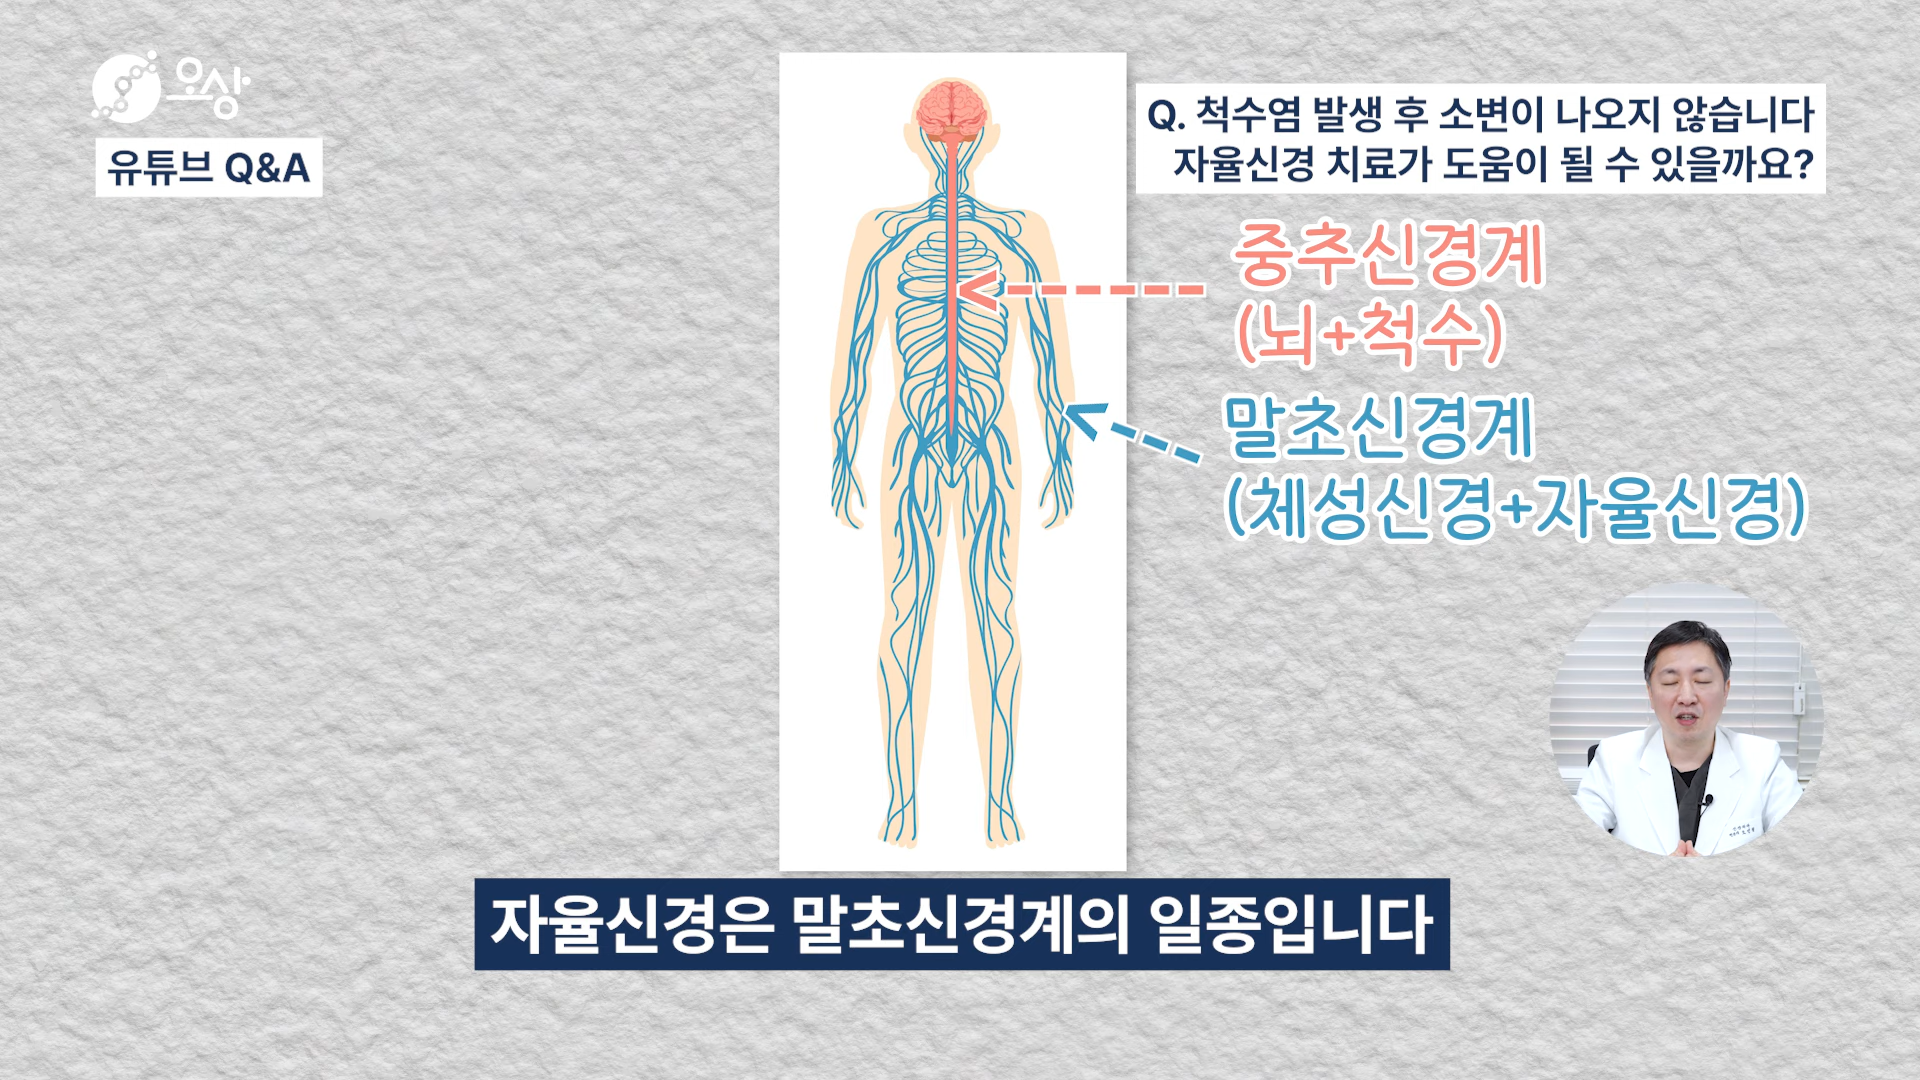 오상
유튜브 Q&A
Q. 척수염 발생 후 소변이 나오지 않습니다
자율신경 치료가 도움이 될 수 있을까요?
중추신경계
(뇌+척수)
말초신경계
(체성신경+자율신경)
자율신경은 말초신경계의 일종입니다